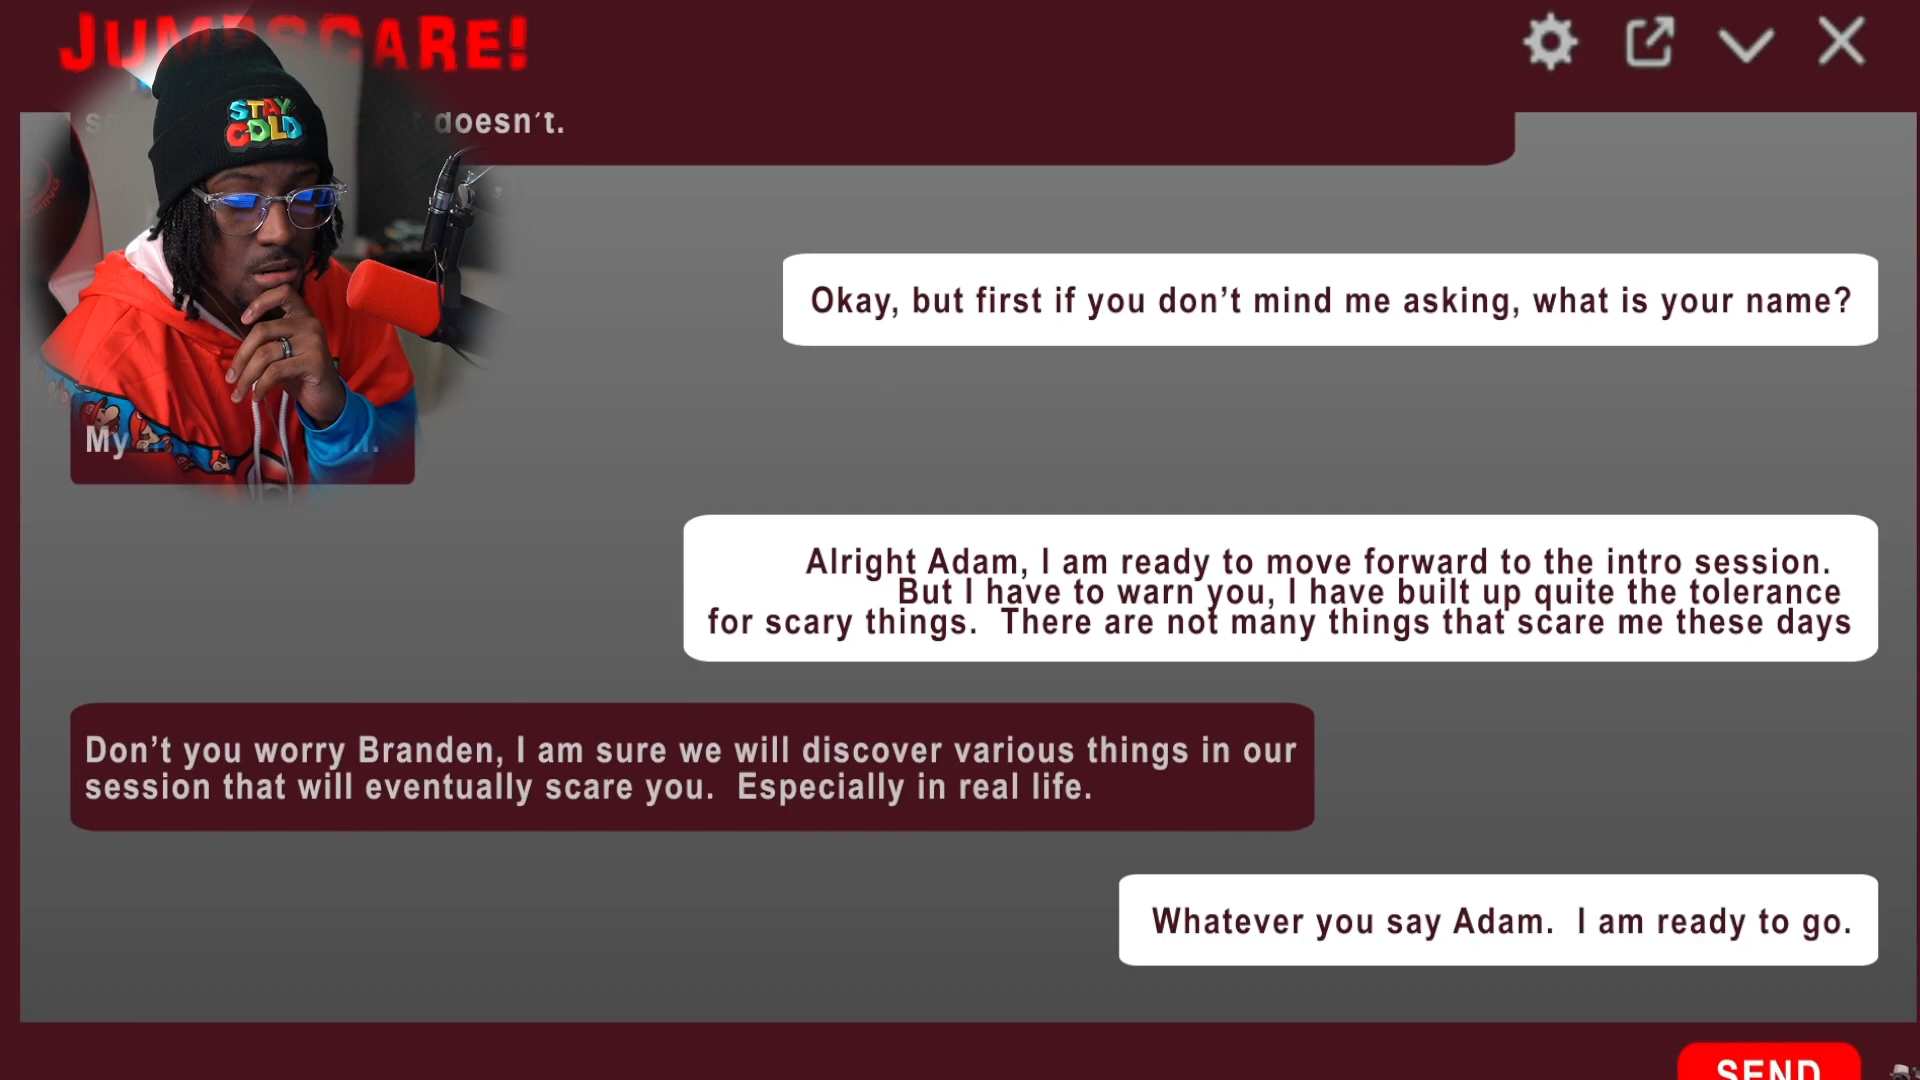 JUMPSCARE!
doesn't.
Okay, but first if you don't mind me asking, what is your name?
STAY
COLD
My
Alright Adam, I am ready to move forward to the intro session.
But I have to warn you, I have built up quite the tolerance
for scary things. There are not many things that scare me these days
Don't you worry Branden, I am sure we will discover various things in our
session that will eventually scare you. Especially in real life.
Whatever you say Adam. I am ready to go.
SEND